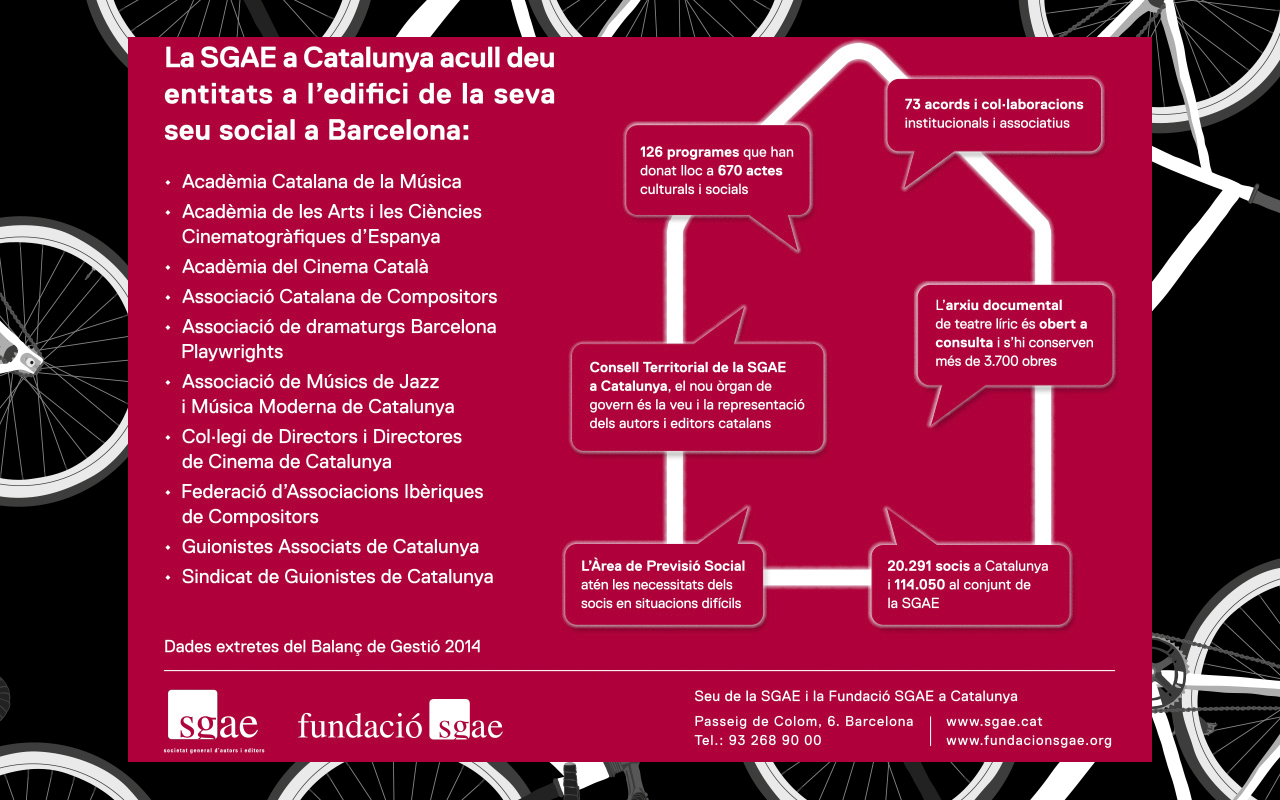 La SGAE a Catalunya acull deu
entitats a l'edifici de la seva
seu social a Barcelona:
• Acadèmia Catalana de la Música
• Acadèmia de les Arts i les Ciències
Cinematogràfiques d'Espanya
• Acadèmia del Cinema Català
• Associació Catalana de Compositors
• Associació de dramaturgs Barcelona
Playwrights
• Associació de Músics de Jazz
i Música Moderna de Catalunya
• Col·legi de Directors i Directores
de Cinema de Catalunya
• Federació d'Associacions Ibèriques
de Compositors
• Guionistes Associats de Catalunya
• Sindicat de Guionistes de Catalunya
Dades extretes del Balanç de Gestió 2014
73 acords i col·laboracions
institucionals i associatius
126 programes que han
donat lloc a 670 actes
culturals i socials
L'arxiu documental
de teatre líric és obert a
consulta i s'hi conserven
més de 3.700 obres
Consell Territorial de la SGAE
a Catalunya, el nou òrgan de
govern és la veu i la representació
dels autors i editors catalans
L'Àrea de Previsió Social
atén les necessitats dels
socis en situacions difícils
20.291 socis a Catalunya
i 114.050 al conjunt de
la SGAE
sgae
societat general d'autors i editors
fundació sgae
Seu de la SGAE i la Fundació SGAE a Catalunya
Passeig de Colom, 6. Barcelona
Tel.: 93 268 90 00
www.sgae.cat
www.fundacionsgae.org